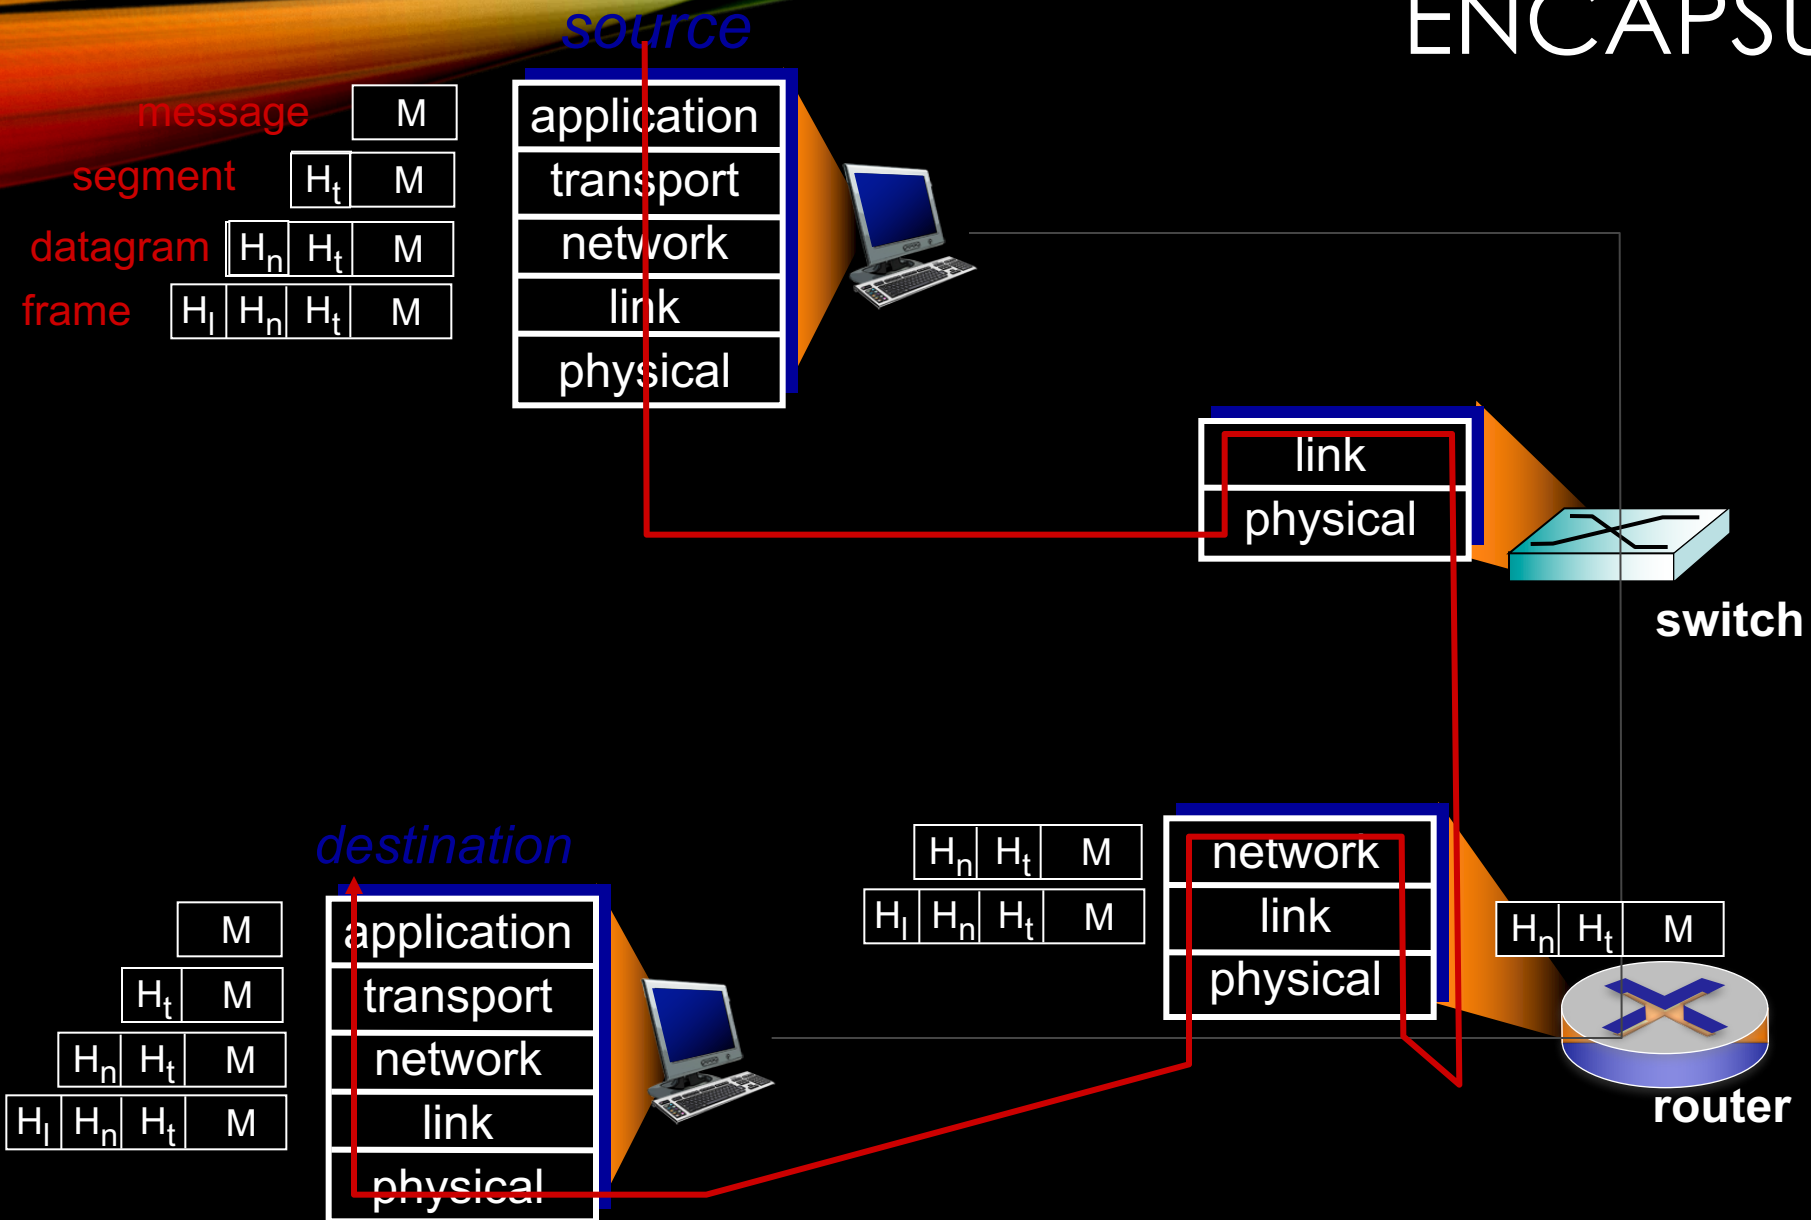 ENCAPSU
source
message M
segment Ht M
datagram Hn Ht M
frame Hl Hn Ht M
application
transport
network
link
physical
link
physical
switch
Hn Ht M
Hl Hn Ht M
network
link
physical
Hn Ht M
router
destination
M
Ht M
Hn Ht M
Hl Hn Ht M
application
transport
network
link
physical